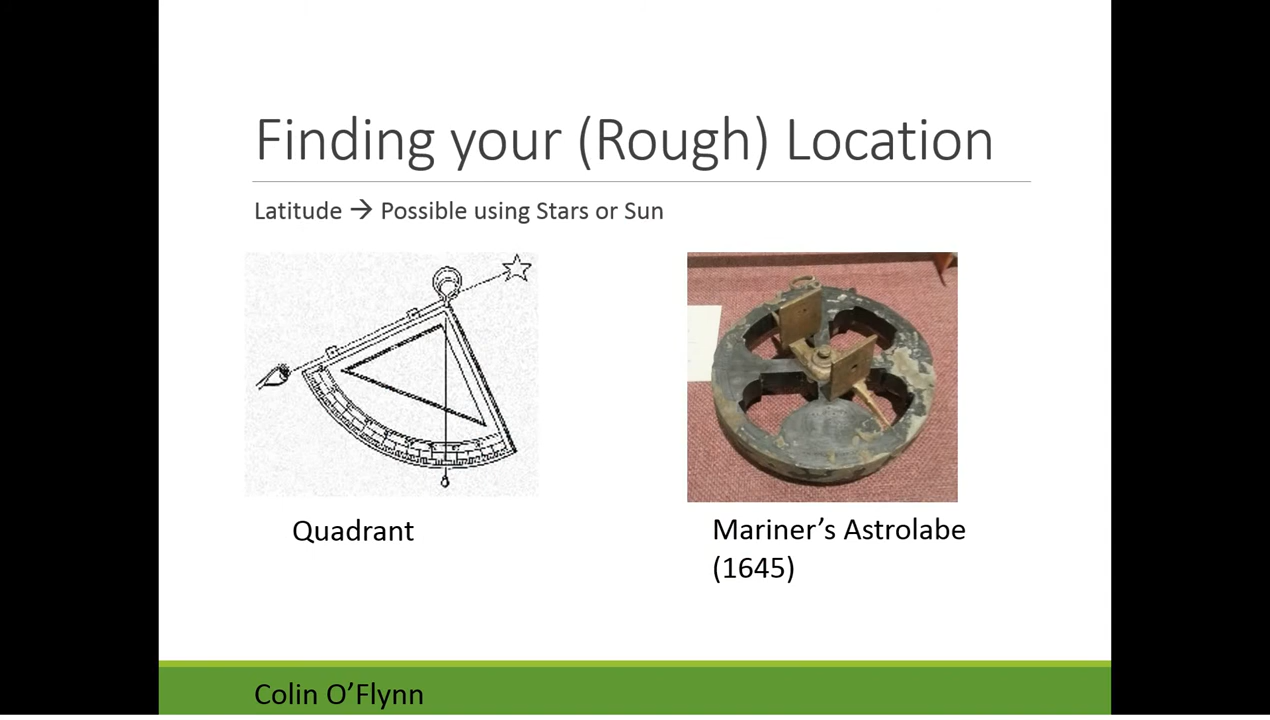 Finding your (Rough) Location
Latitude → Possible using Stars or Sun
Quadrant
Mariner’s Astrolabe
(1645)
Colin O’Flynn